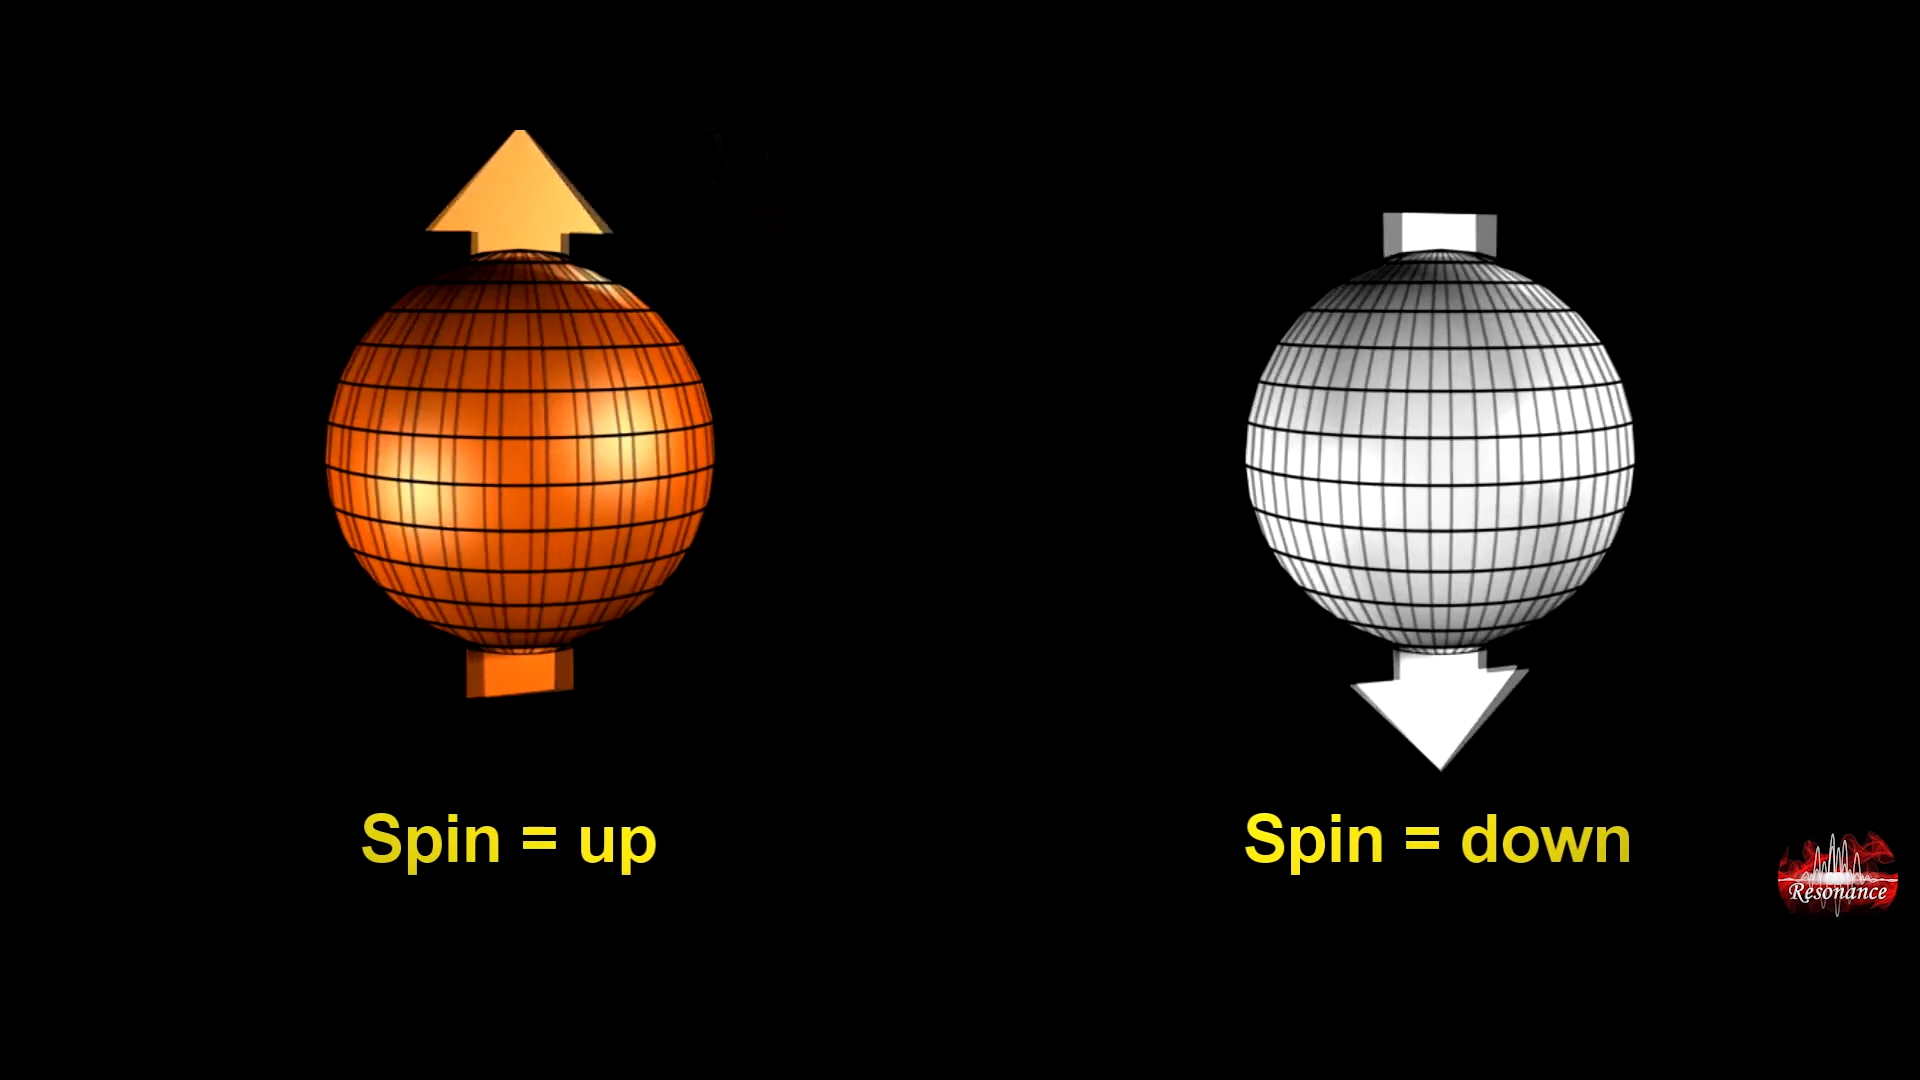 Spin = up
Spin = down
Resonance